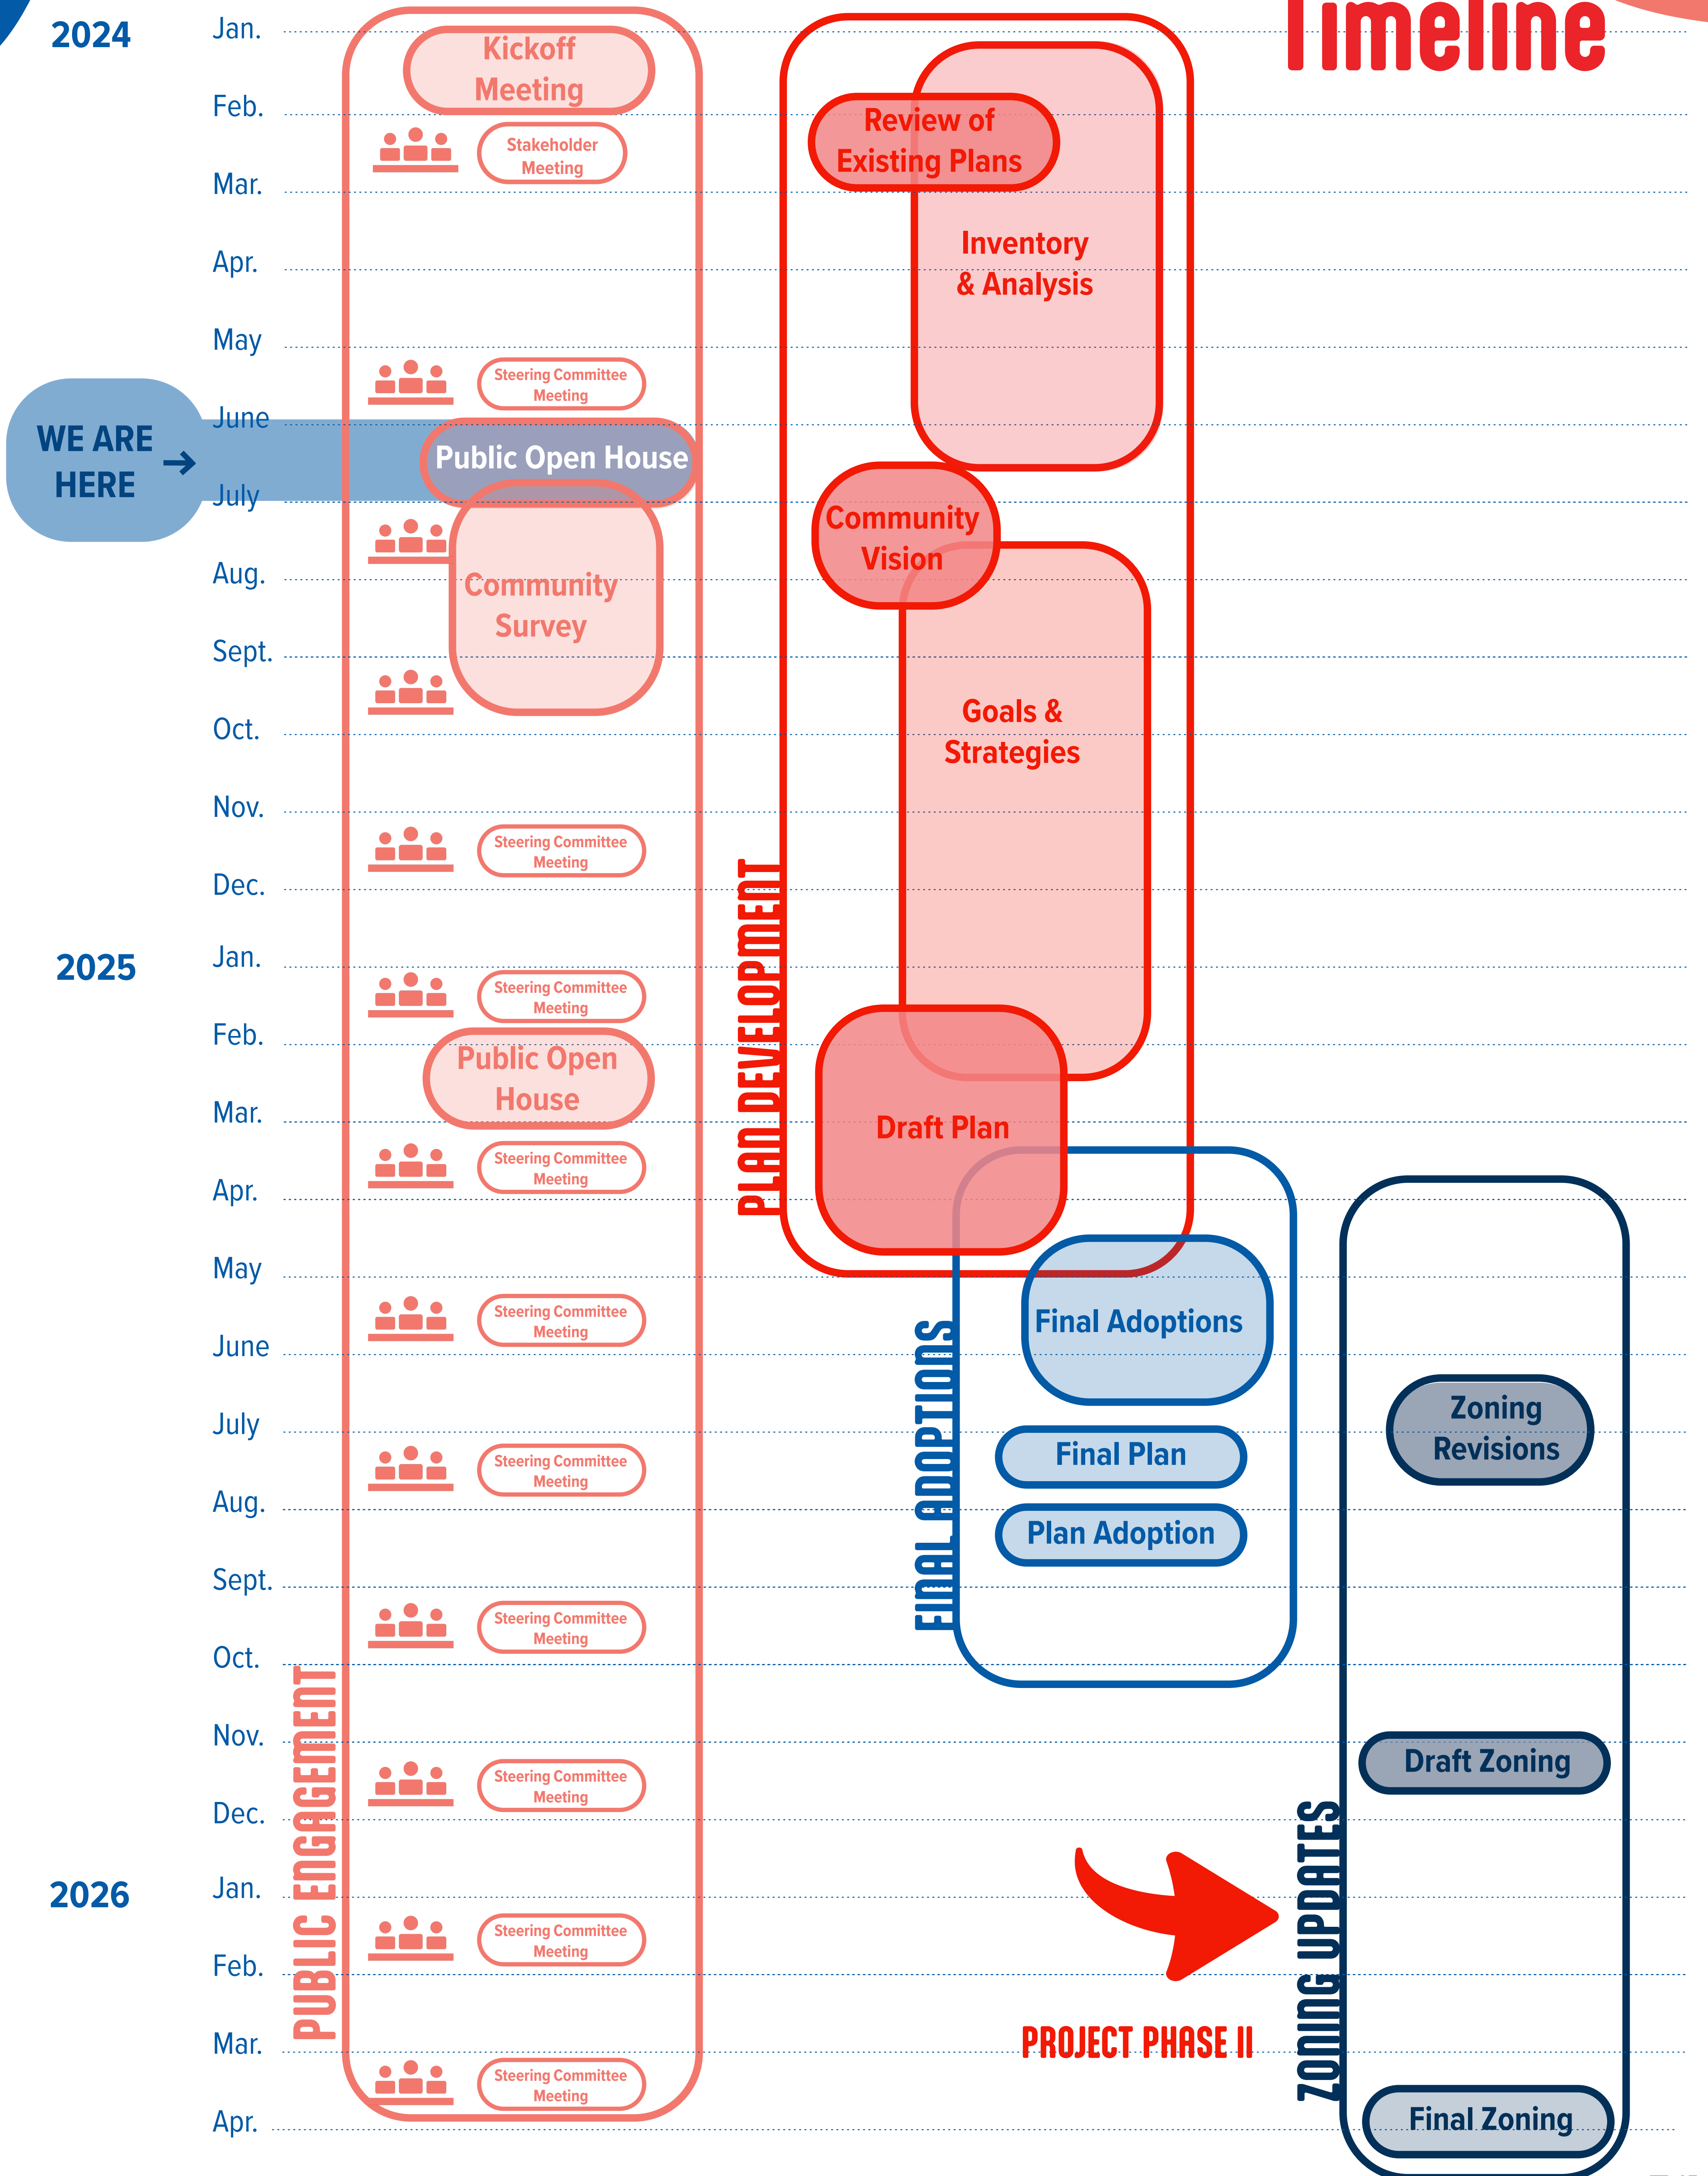 Timeline
2024
Jan.
Kickoff
Meeting
Feb.
Review of
Existing Plans
Stakeholder
Meeting
Mar.
Inventory
& Analysis
Apr.
May
Steering Committee
Meeting
June
WE ARE
HERE
Public Open House
July
Community
Vision
Aug.
Community
Survey
Sept.
Goals &
Strategies
Oct.
Nov.
Steering Committee
Meeting
Dec.
PLAN DEVELOPMENT
2025
Jan.
Steering Committee
Meeting
Feb.
Public Open
House
Mar.
Draft Plan
Steering Committee
Meeting
Apr.
May
Steering Committee
Meeting
Final Adoptions
June
FINAL ADOPTIONS
Zoning
Revisions
July
Final Plan
Steering Committee
Meeting
Aug.
Plan Adoption
Sept.
Steering Committee
Meeting
Oct.
PUBLIC ENGAGEMENT
Nov.
Draft Zoning
Steering Committee
Meeting
Dec.
ZONING UPDATES
2026
Jan.
Steering Committee
Meeting
Feb.
PROJECT PHASE II
Mar.
Steering Committee
Meeting
Apr.
Final Zoning